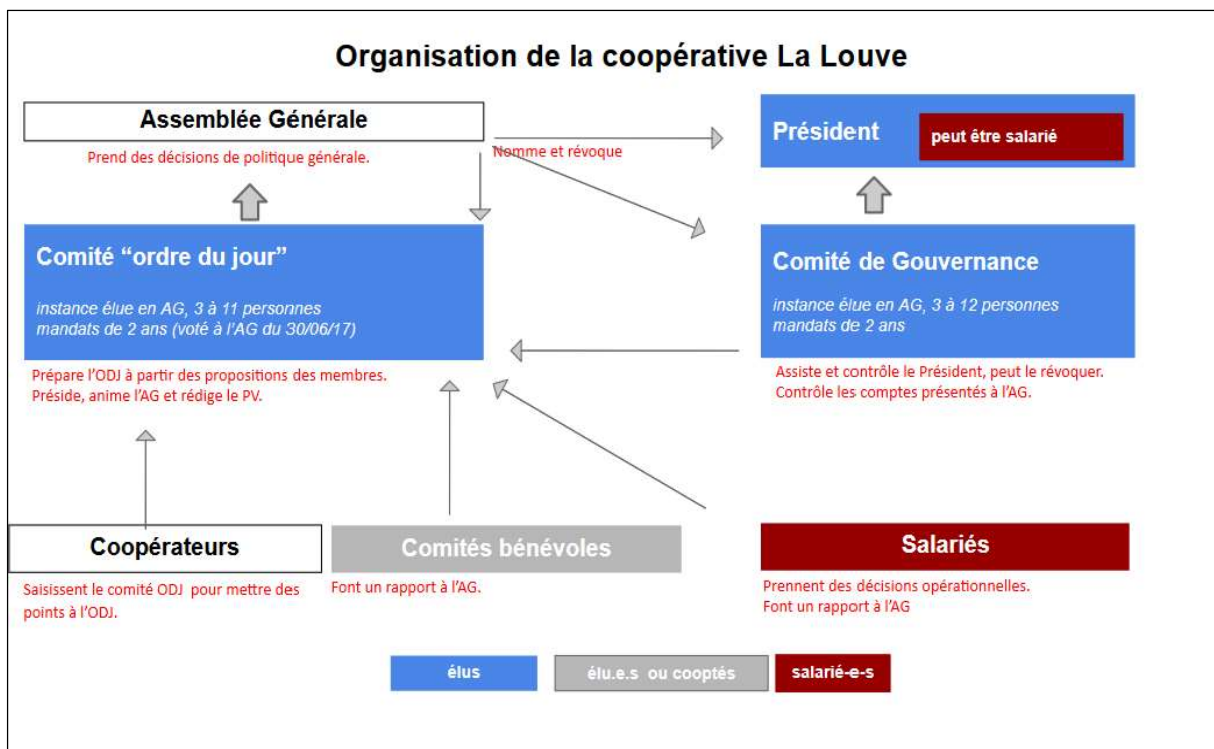 Organisation de la coopérative La Louve
Assemblée Générale
Prend des décisions de politique générale.
Nomme et révoque
Président
peut être salarié
Comité “ordre du jour”
instance élue en AG, 3 à 11 personnes
mandats de 2 ans (voté à l’AG du 30/06/17)
Prépare l’ODJ à partir des propositions des membres.
Préside, anime l’AG et rédige le PV.
Comité de Gouvernance
instance élue en AG, 3 à 12 personnes
mandats de 2 ans
Assiste et contrôle le Président, peut le révoquer.
Contrôle les comptes présentés à l’AG.
Coopérateurs
Saisissent le comité ODJ pour mettre des
points à l’ODJ.
Comités bénévoles
Font un rapport à l’AG.
Salariés
Prennent des décisions opérationnelles.
Font un rapport à l’AG
élus
élu.e.s ou cooptés
salarié-e-s